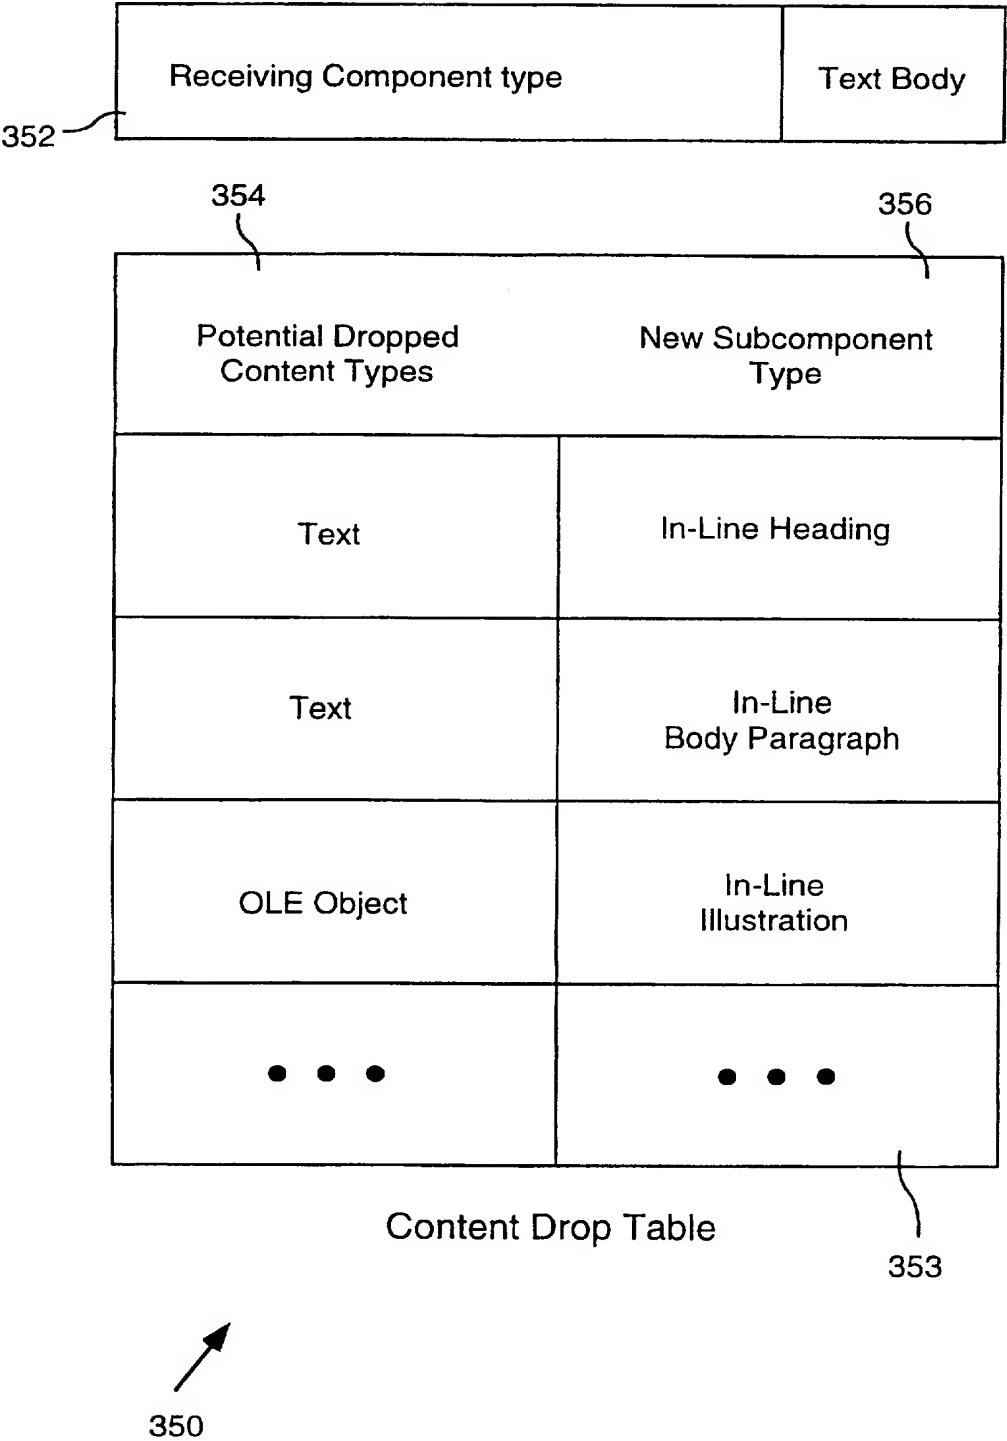 Receiving Component type
Text Body
352
354
356
Potential Dropped
Content Types
New Subcomponent
Type
Text
In-Line Heading
Text
In-Line
Body Paragraph
OLE Object
In-Line
Illustration
• • •
• • •
Content Drop Table
353
350